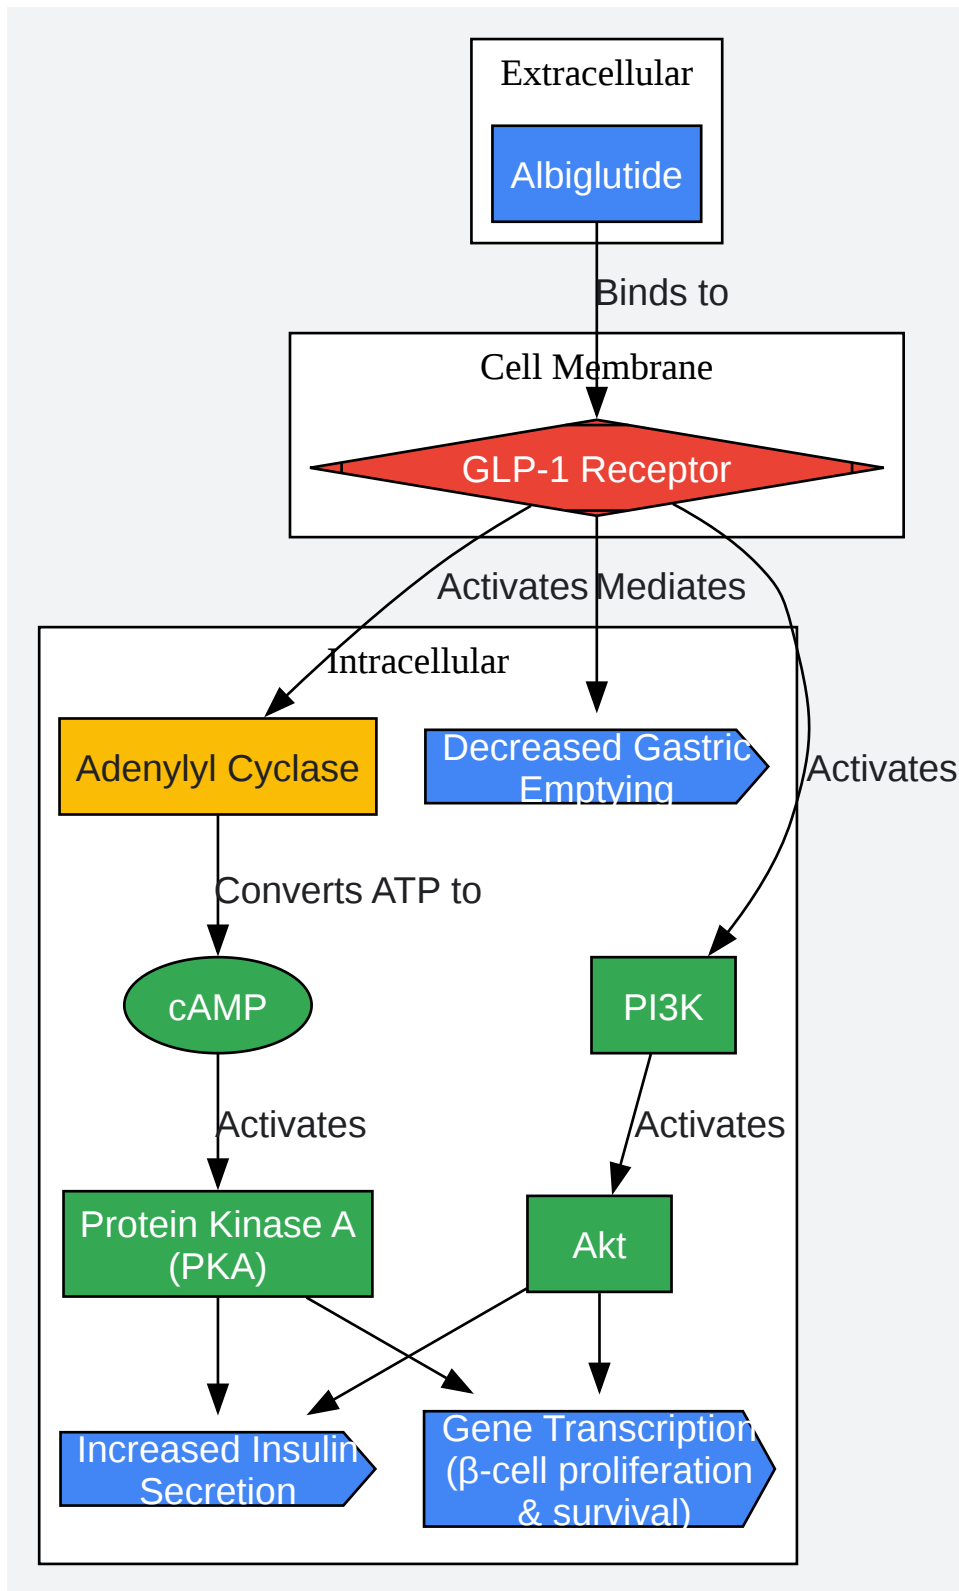 Extracellular
Albiglutide
Binds to
Cell Membrane
GLP-1 Receptor
Activates
Mediates
Intracellular
Adenylyl Cyclase
Decreased Gastric
Emptying
Activates
Converts ATP to
cAMP
PI3K
Activates
Activates
Protein Kinase A
(PKA)
Akt
Increased Insulin
Secretion
Gene Transcription
(β-cell proliferation
& survival)